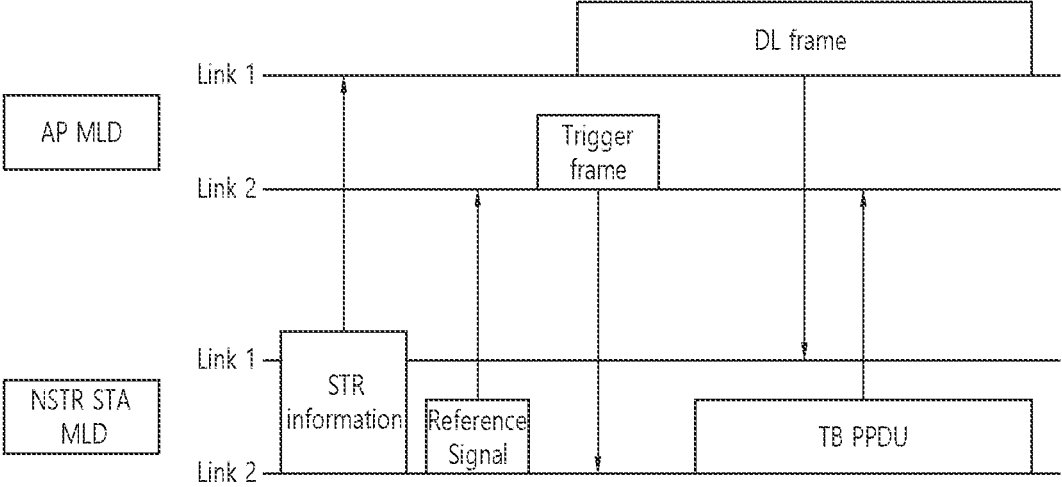 DL frame
Link 1
AP MLD
Trigger
frame
Link 2
Link 1
STR
information
NSTR STA
MLD
Reference
Signal
TB PPDU
Link 2